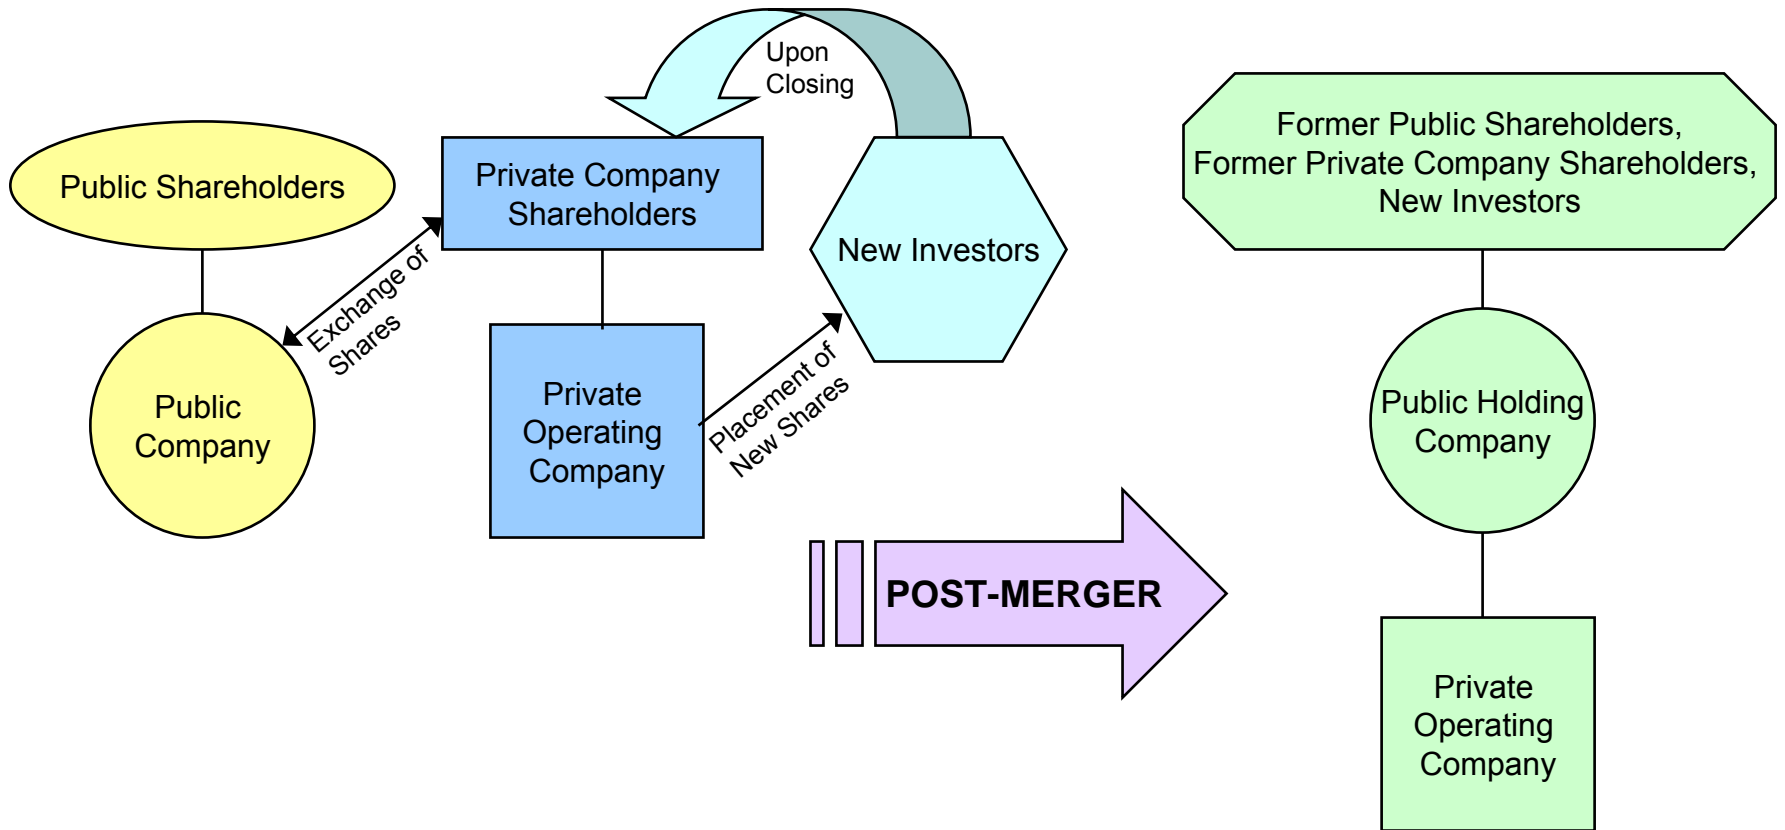 Upon
Closing
Public Shareholders
Private Company
Shareholders
New Investors
Exchange of
Shares
Public
Company
Private
Operating
Company
Placement of
New Shares
POST-MERGER
Former Public Shareholders,
Former Private Company Shareholders,
New Investors
Public Holding
Company
Private
Operating
Company